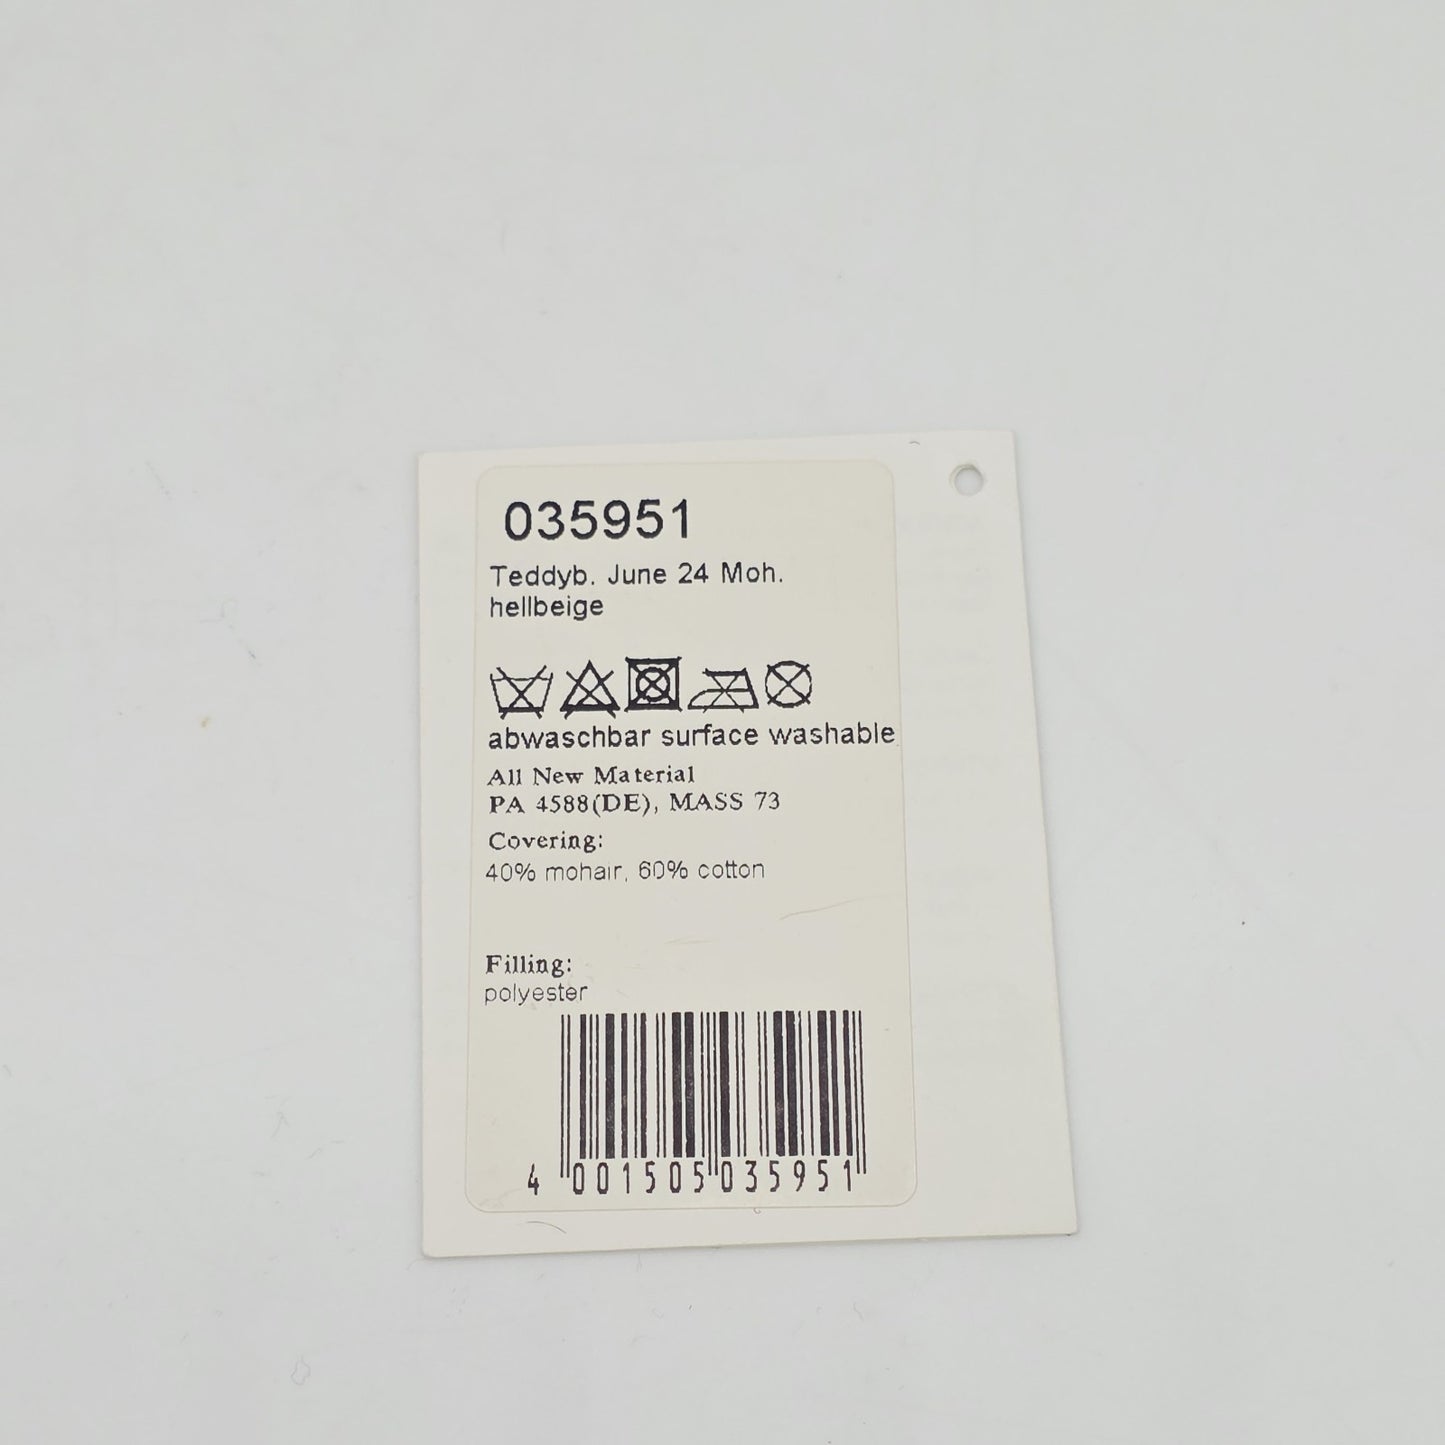 035951
Teddyb. June 24 Moh.
hellbeige
abwaschbar surface washable
All New Material
PA 4588(DE), MASS 73
Covering:
40% mohair, 60% cotton
Filling:
polyester
4 001505 035951